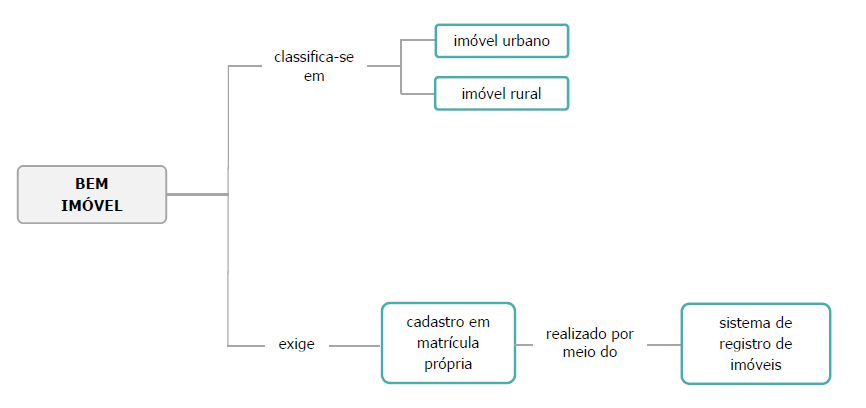 BEM
IMÓVEL
classifica-se
em
imóvel urbano
imóvel rural
exige
cadastro em
matrícula
própria
realizado por
meio do
sistema de
registro de
imóveis